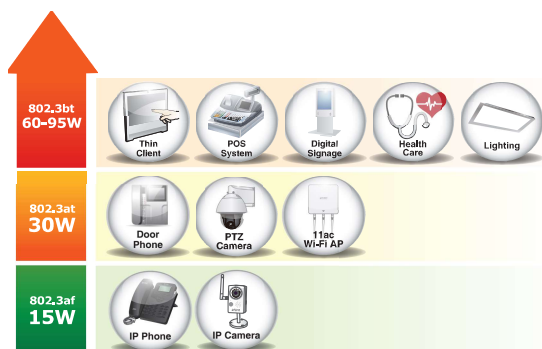 802.3bt
60-95W
Thin
Client
POS
System
Digital
Signage
Health
Care
Lighting
802.3at
30W
Door
Phone
PTZ
Camera
11ac
Wi-Fi AP
802.3af
15W
IP Phone
IP Camera